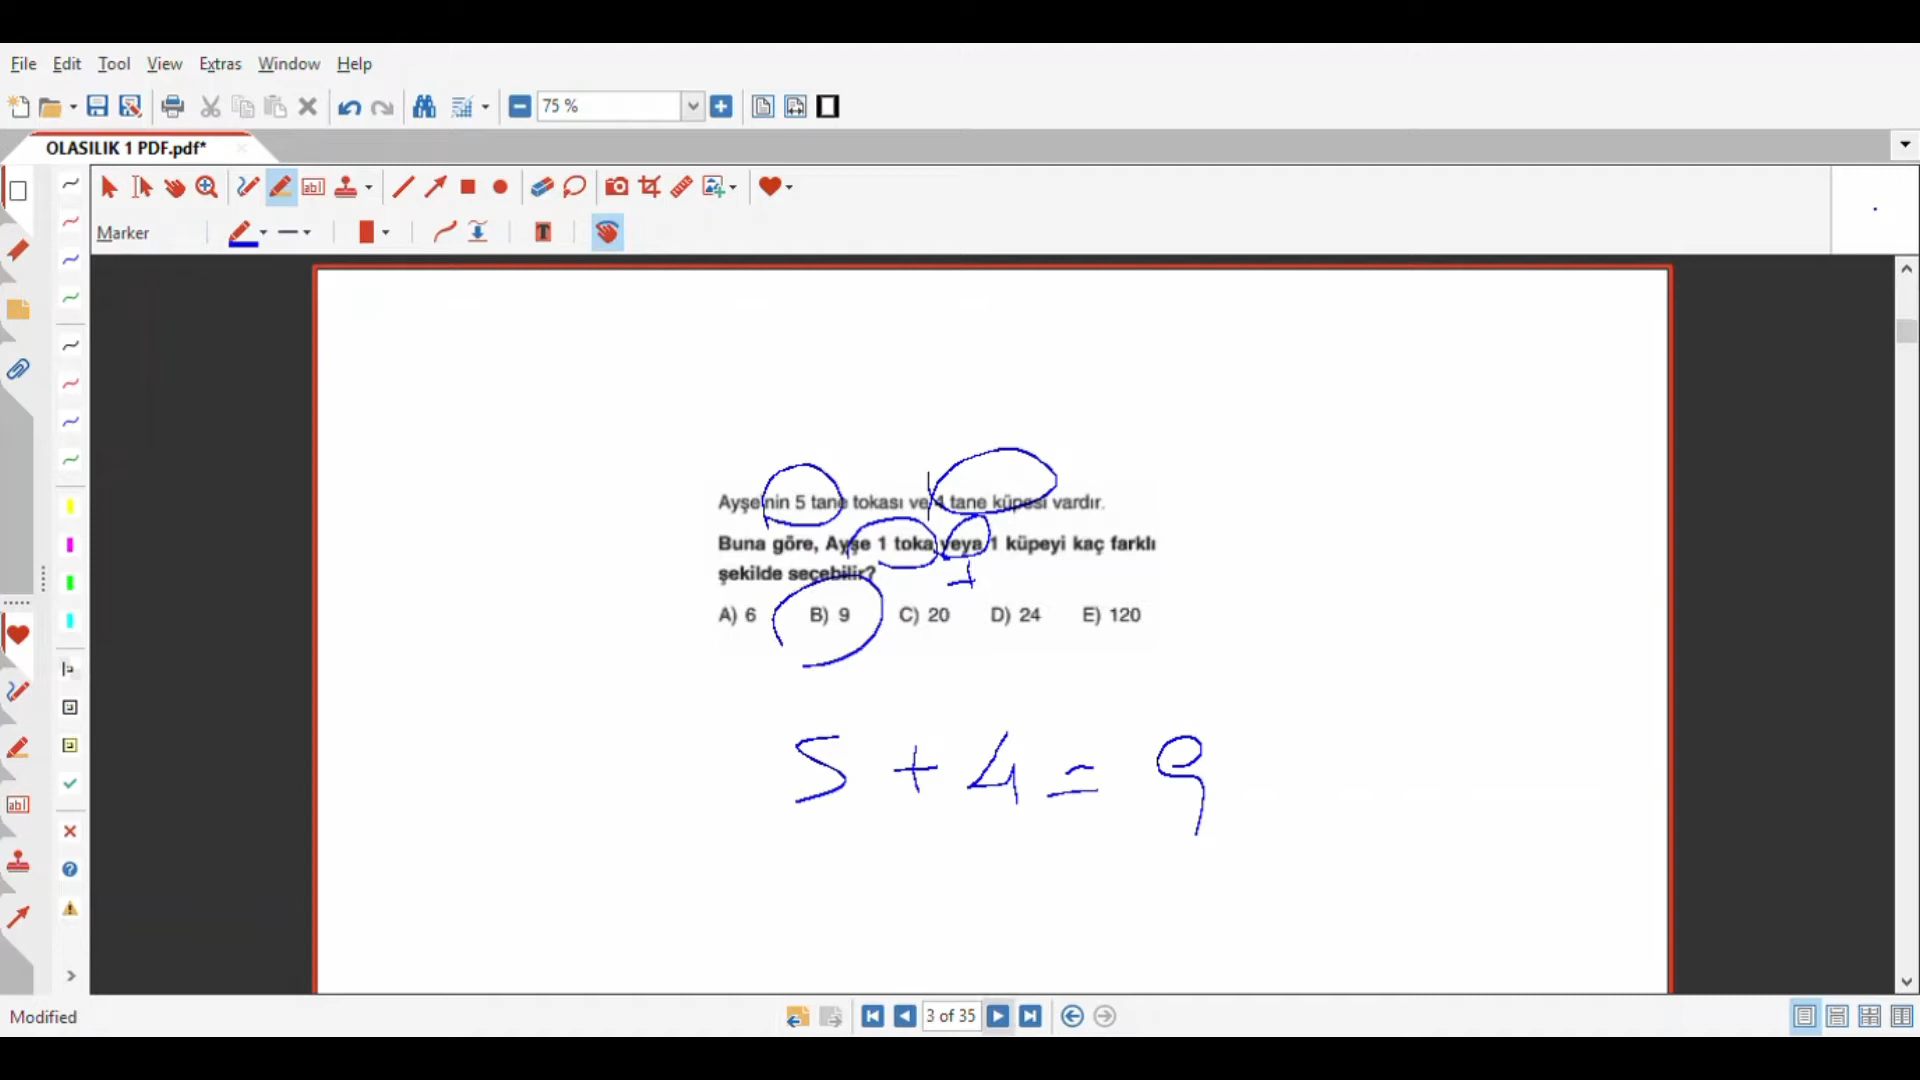 File Edit Tool View Extras Window Help
75 %
OLASILIK 1 PDF.pdf*
Marker
Ayşe'nin 5 tane tokası ve 4 tane küpesi vardır.
Buna göre, Ayşe 1 toka veya 1 küpeyi kaç farklı
şekilde seçebilir?
+
A) 6 B) 9 C) 20 D) 24 E) 120
5 + 4 = 9
Modified 3 of 35